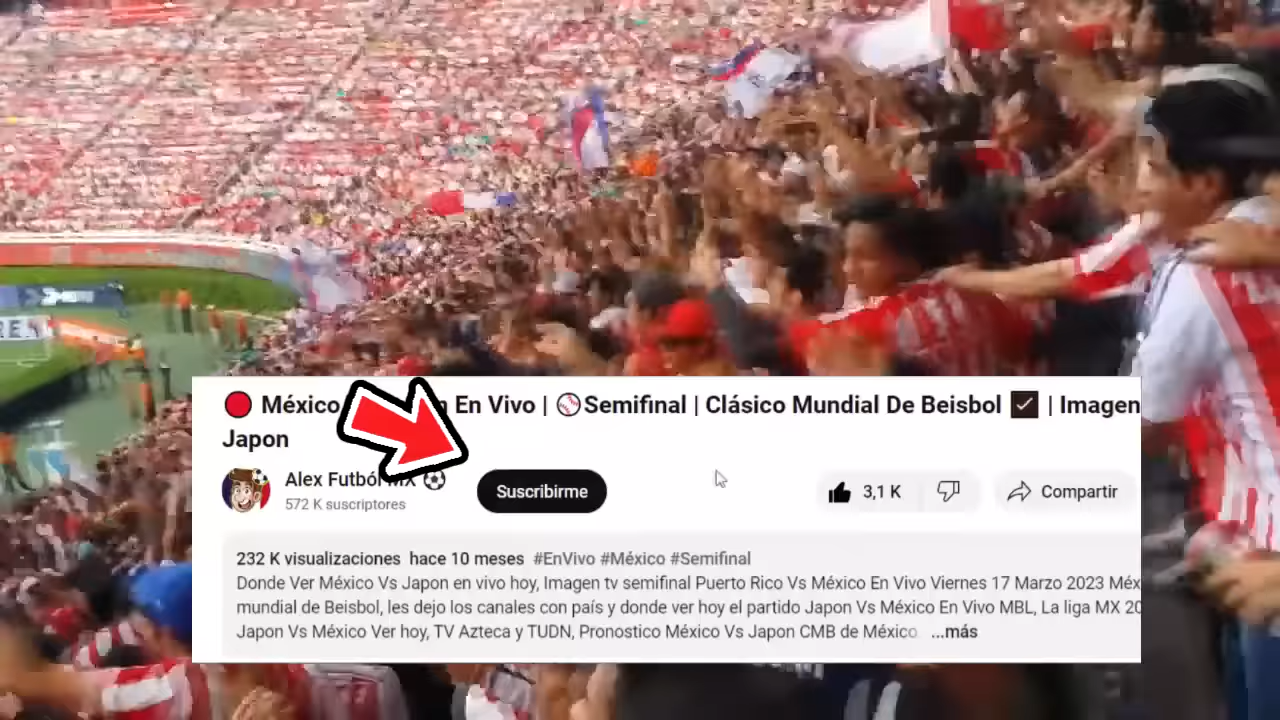 México n En Vivo | Semifinal | Clásico Mundial De Beisbol | Imagen
Japon
Alex Futból MX
572 K suscriptores
Suscribirme
3,1 K
Compartir
232 K visualizaciones hace 10 meses #EnVivo #México #Semifinal
Donde Ver México Vs Japon en vivo hoy, Imagen tv semifinal Puerto Rico Vs México En Vivo Viernes 17 Marzo 2023 Méx
mundial de Beisbol, les dejo los canales con país y donde ver hoy el partido Japon Vs México En Vivo MBL, La liga MX 20
Japon Vs México Ver hoy, TV Azteca y TUDN, Pronostico México Vs Japon CMB de México ...más